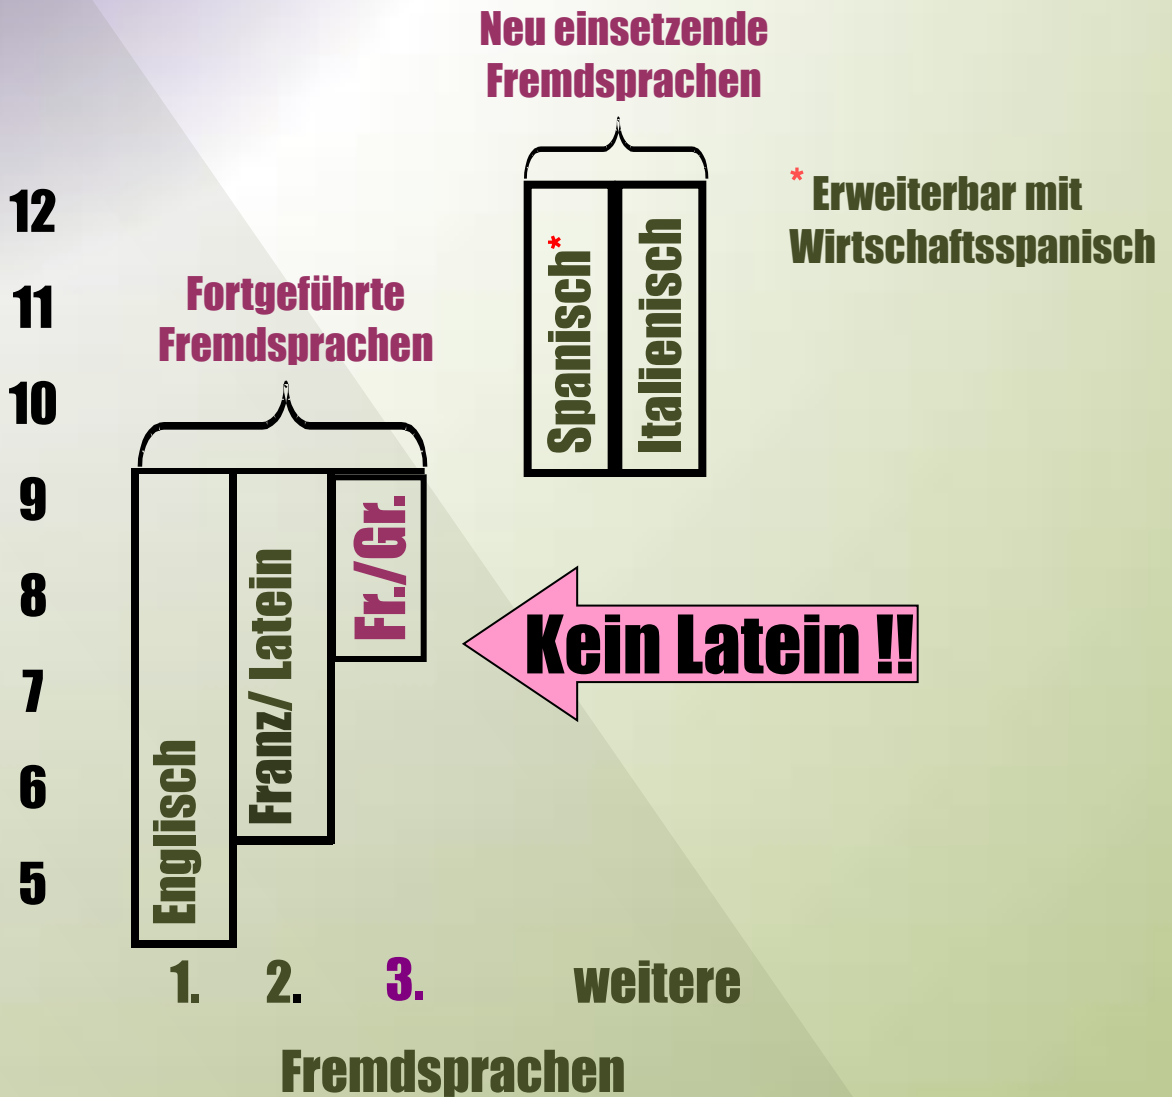 Neu einsetzende
Fremdsprachen
* Erweiterbar mit
Wirtschaftsspanisch
12
11
10
9
8
7
6
5
Fortgeführte
Fremdsprachen
Spanisch*
Italienisch
Englisch
Franz/ Latein
Fr./Gr.
Kein Latein !!
1. 2. 3. weitere
Fremdsprachen